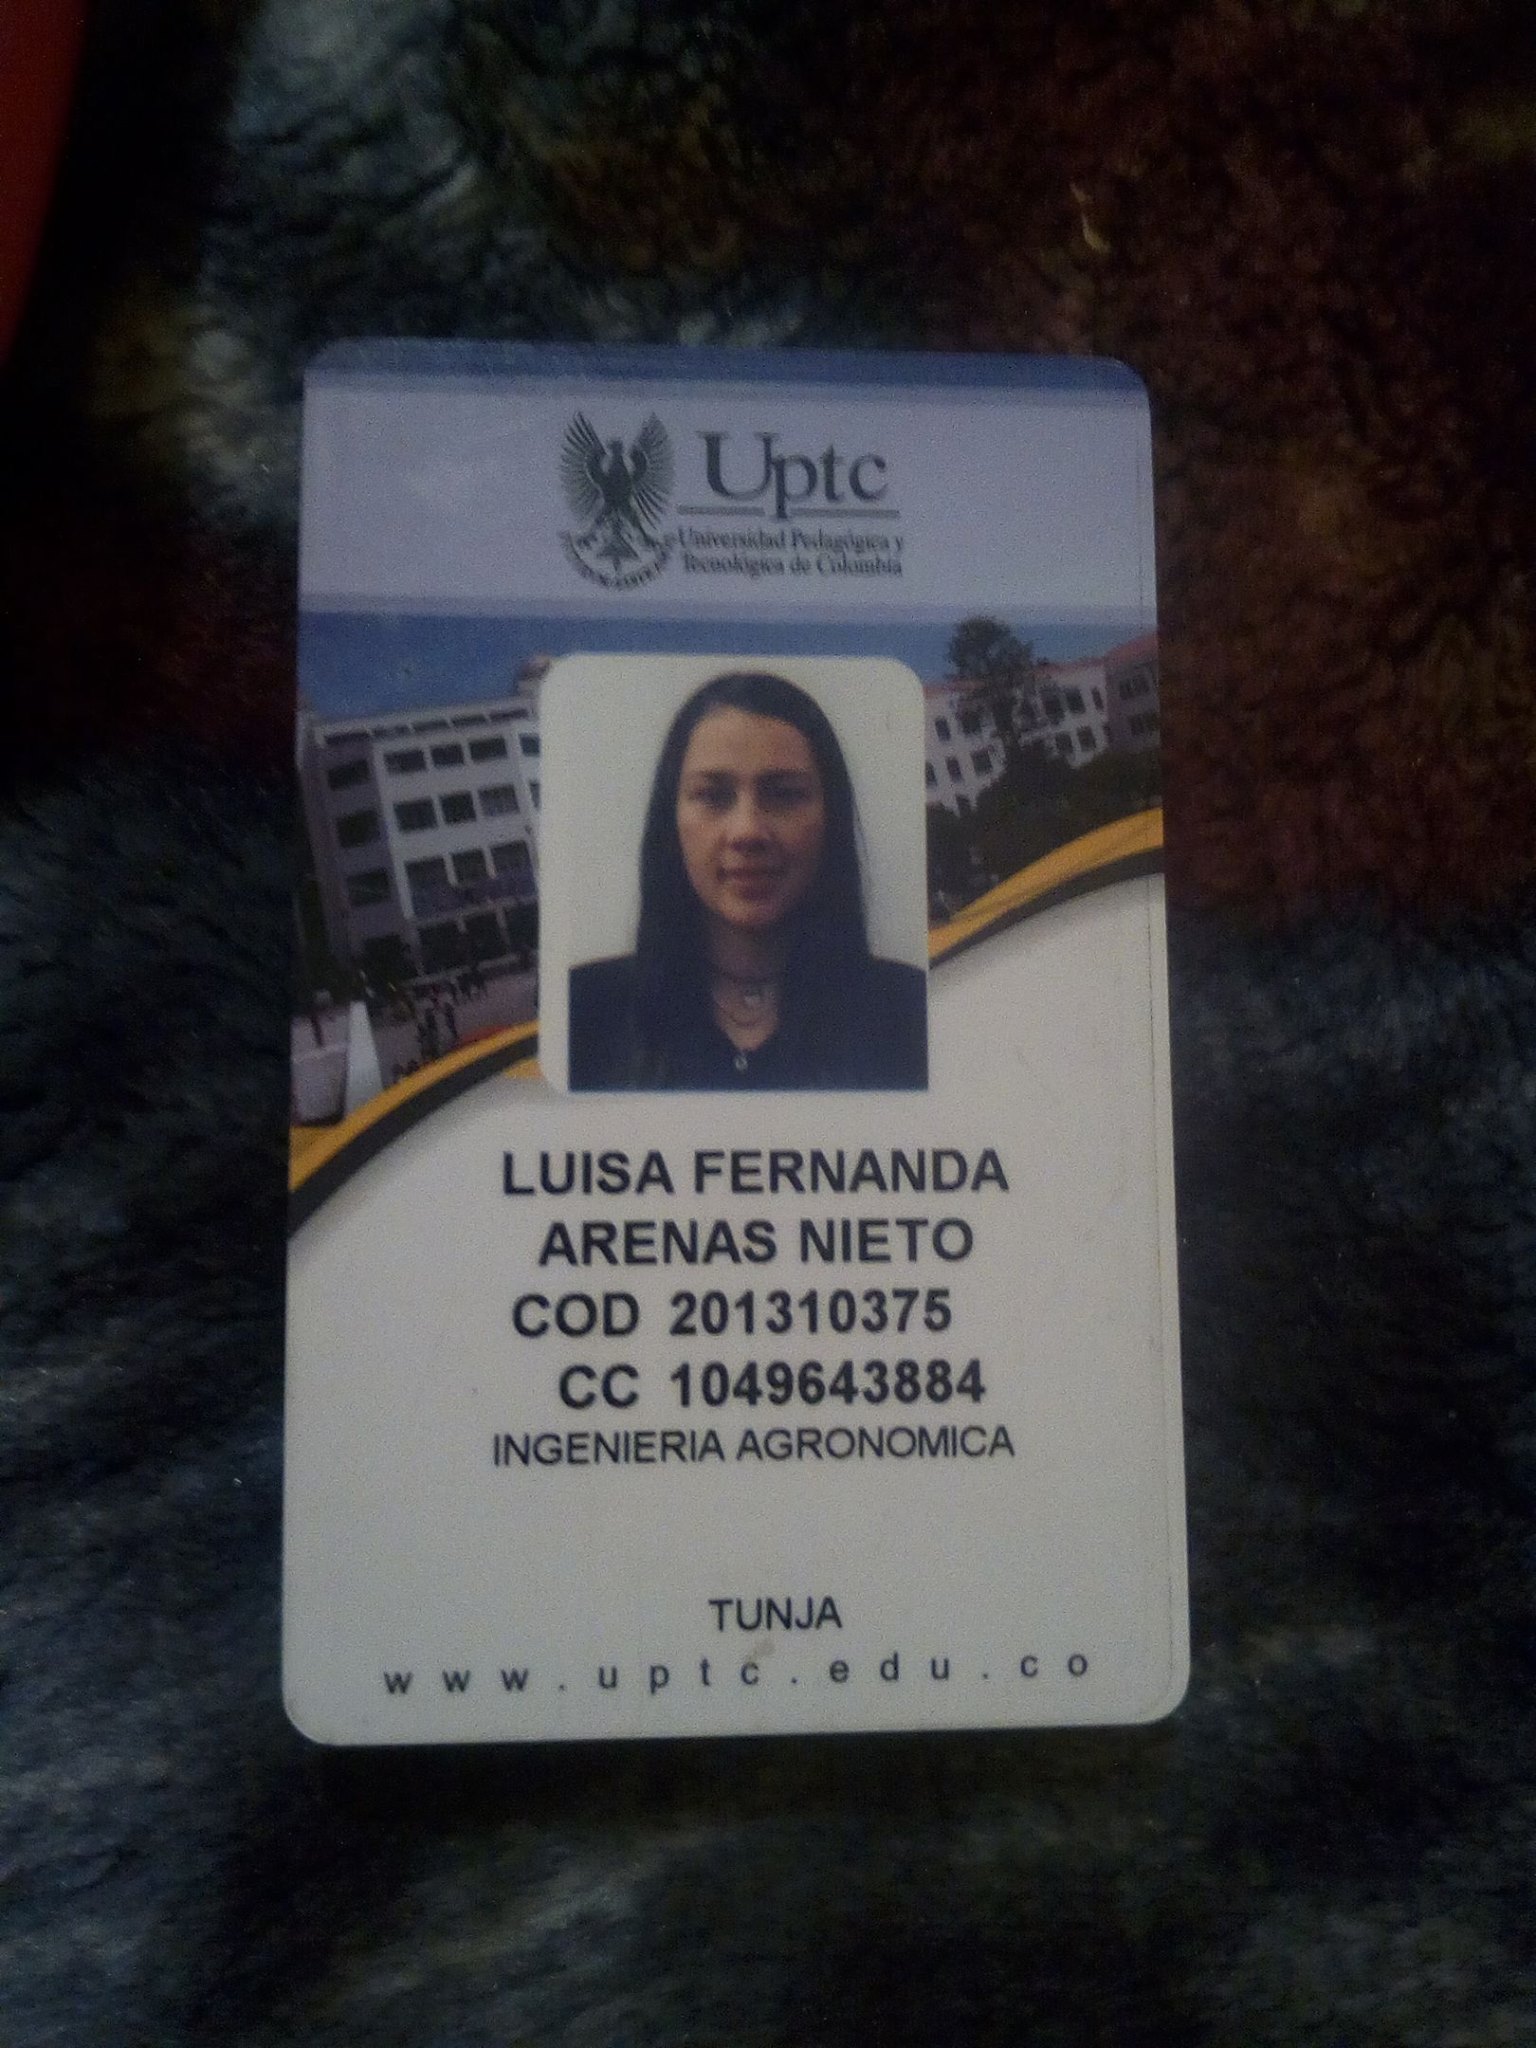 Uptc
Universidad Pedagógica y
Tecnológica de Colombia
LUISA FERNANDA
ARENAS NIETO
COD 201310375
CC 1049643884
INGENIERIA AGRONOMICA
TUNJA
www.uptc.edu.co